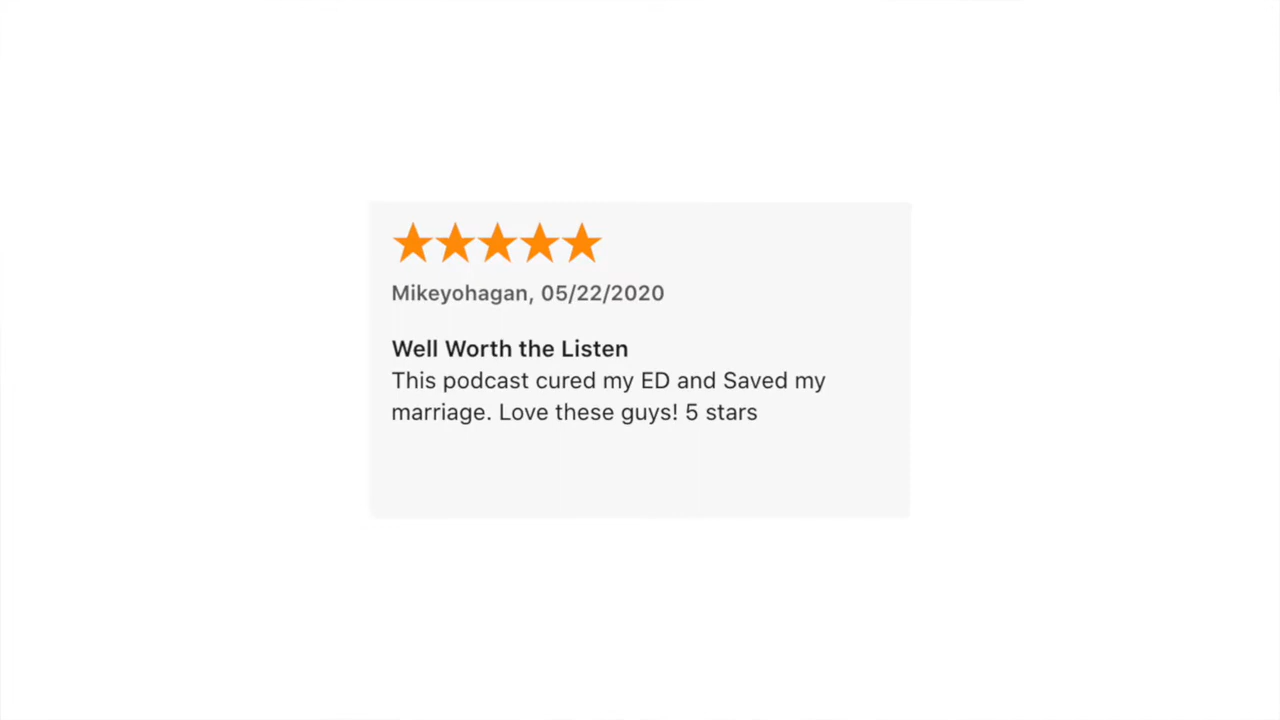 Mikeyohagan, 05/22/2020
Well Worth the Listen
This podcast cured my ED and Saved my
marriage. Love these guys! 5 stars